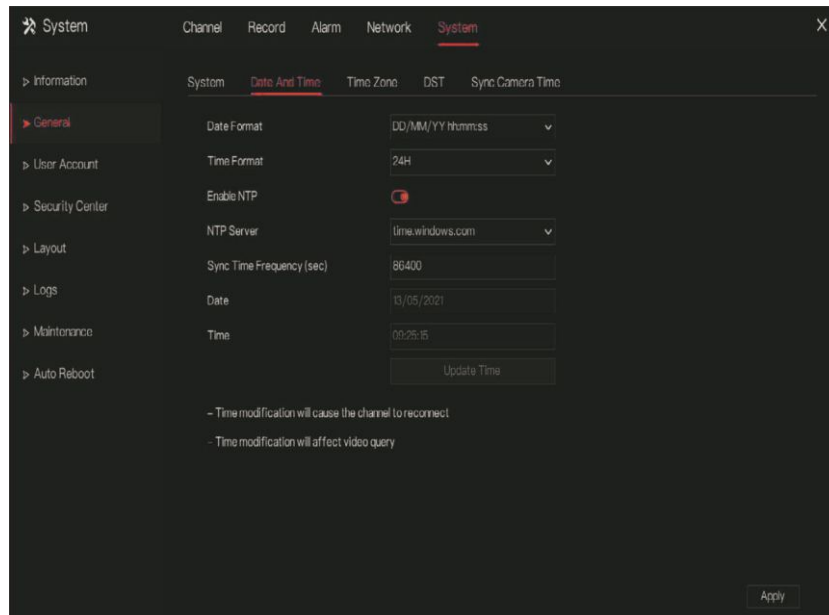 System
Channel Record Alarm Network System X
Information
General
User Account
Security Center
Layout
Logs
Maintenance
Auto Reboot
System Date And Time Time Zone DST Sync Camera Time
Date Format DD/MM/YY hh:mm:ss
Time Format 24H
Enable NTP
NTP Server time.windows.com
Sync Time Frequency (sec) 86400
Date 13/05/2021
Time 09:25:15
Update Time
– Time modification will cause the channel to reconnect
– Time modification will affect video query
Apply